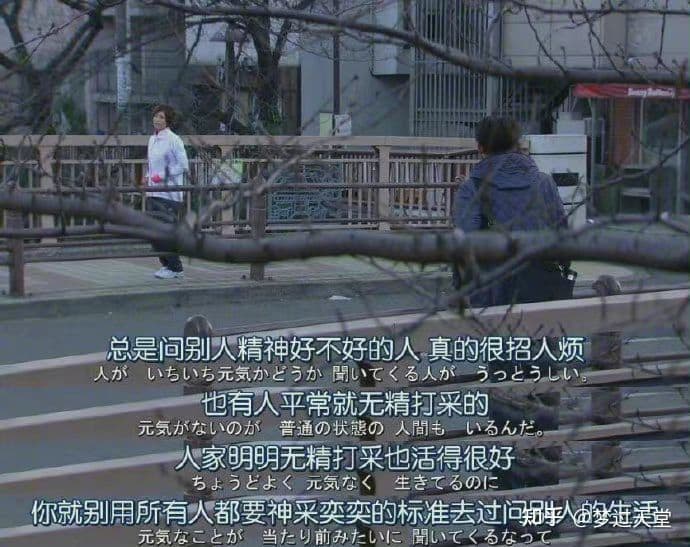 总是问别人精神好不好的人 真的很招人烦
人が いちいち元気かどうか 聞いてくる人が うっとうしい。
也有人平常就无精打采的
元気がないのが 普通の状態の 人間も いるんだ。
人家明明无精打采也活得很好
ちょうどよく 元気なく 生きてるのに
你就别用所有人都要神采奕奕的标准去过问别人的生活
元気なことが 当たり前みたいに 聞いてくるなって
知乎 @梦过天堂